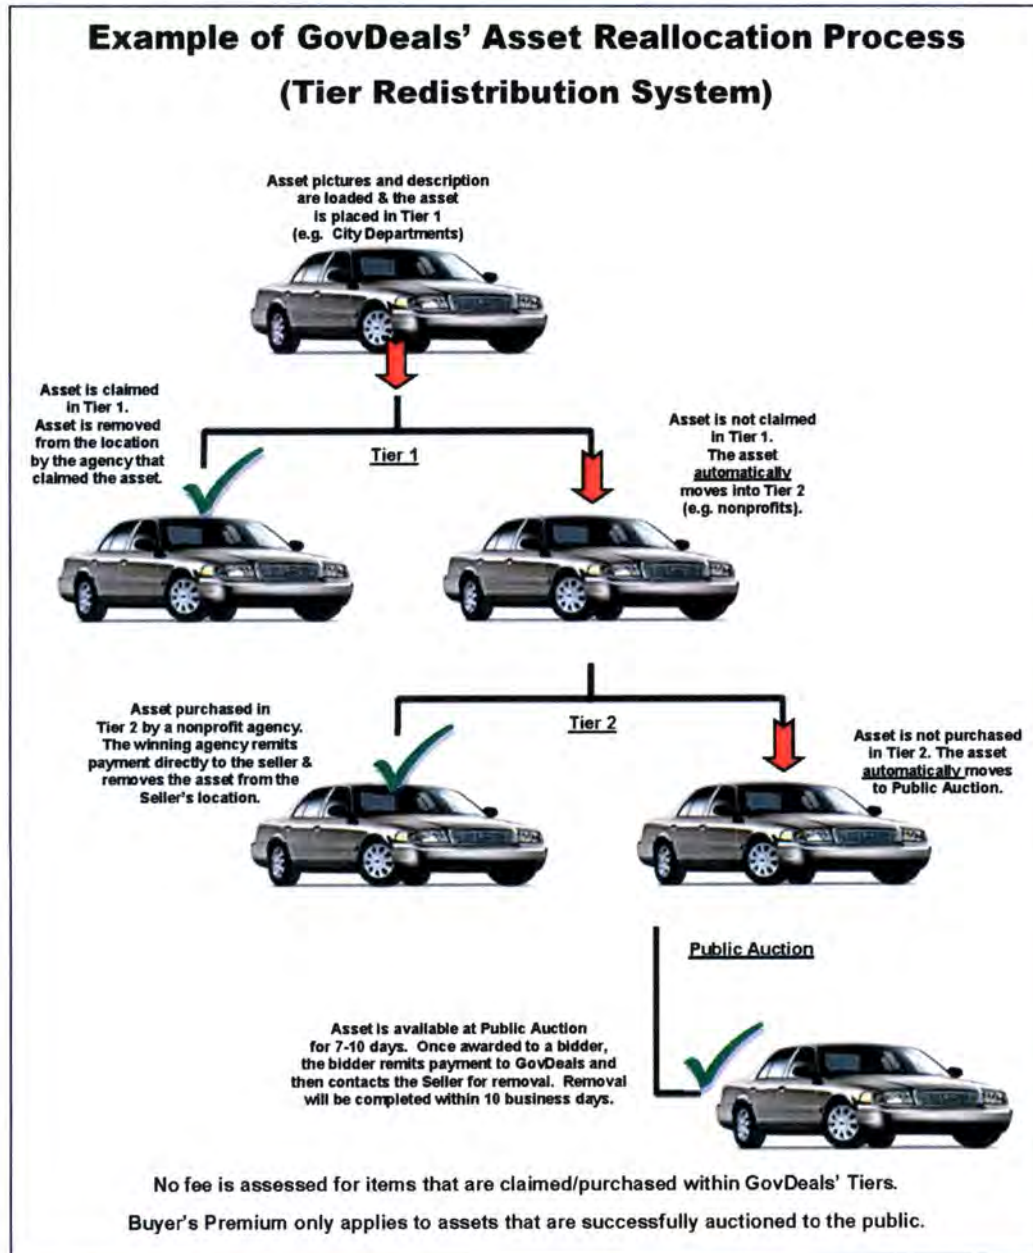 Example of GovDeals' Asset Reallocation Process
(Tier Redistribution System)
Asset pictures and description
are loaded & the asset
is placed in Tier 1
(e.g. City Departments)
Asset is claimed
in Tier 1.
Asset is removed
from the location
by the agency that
claimed the asset.
Tier 1
Asset is not claimed
in Tier 1.
The asset
automatically
moves into Tier 2
(e.g. nonprofits).
Asset purchased in
Tier 2 by a nonprofit agency.
The winning agency remits
payment directly to the seller &
removes the asset from the
Seller's location.
Tier 2
Asset is not purchased
in Tier 2. The asset
automatically moves
to Public Auction.
Public Auction
Asset is available at Public Auction
for 7-10 days. Once awarded to a bidder,
the bidder remits payment to GovDeals and
then contacts the Seller for removal. Removal
will be completed within 10 business days.
No fee is assessed for items that are claimed/purchased within GovDeals' Tiers.
Buyer's Premium only applies to assets that are successfully auctioned to the public.